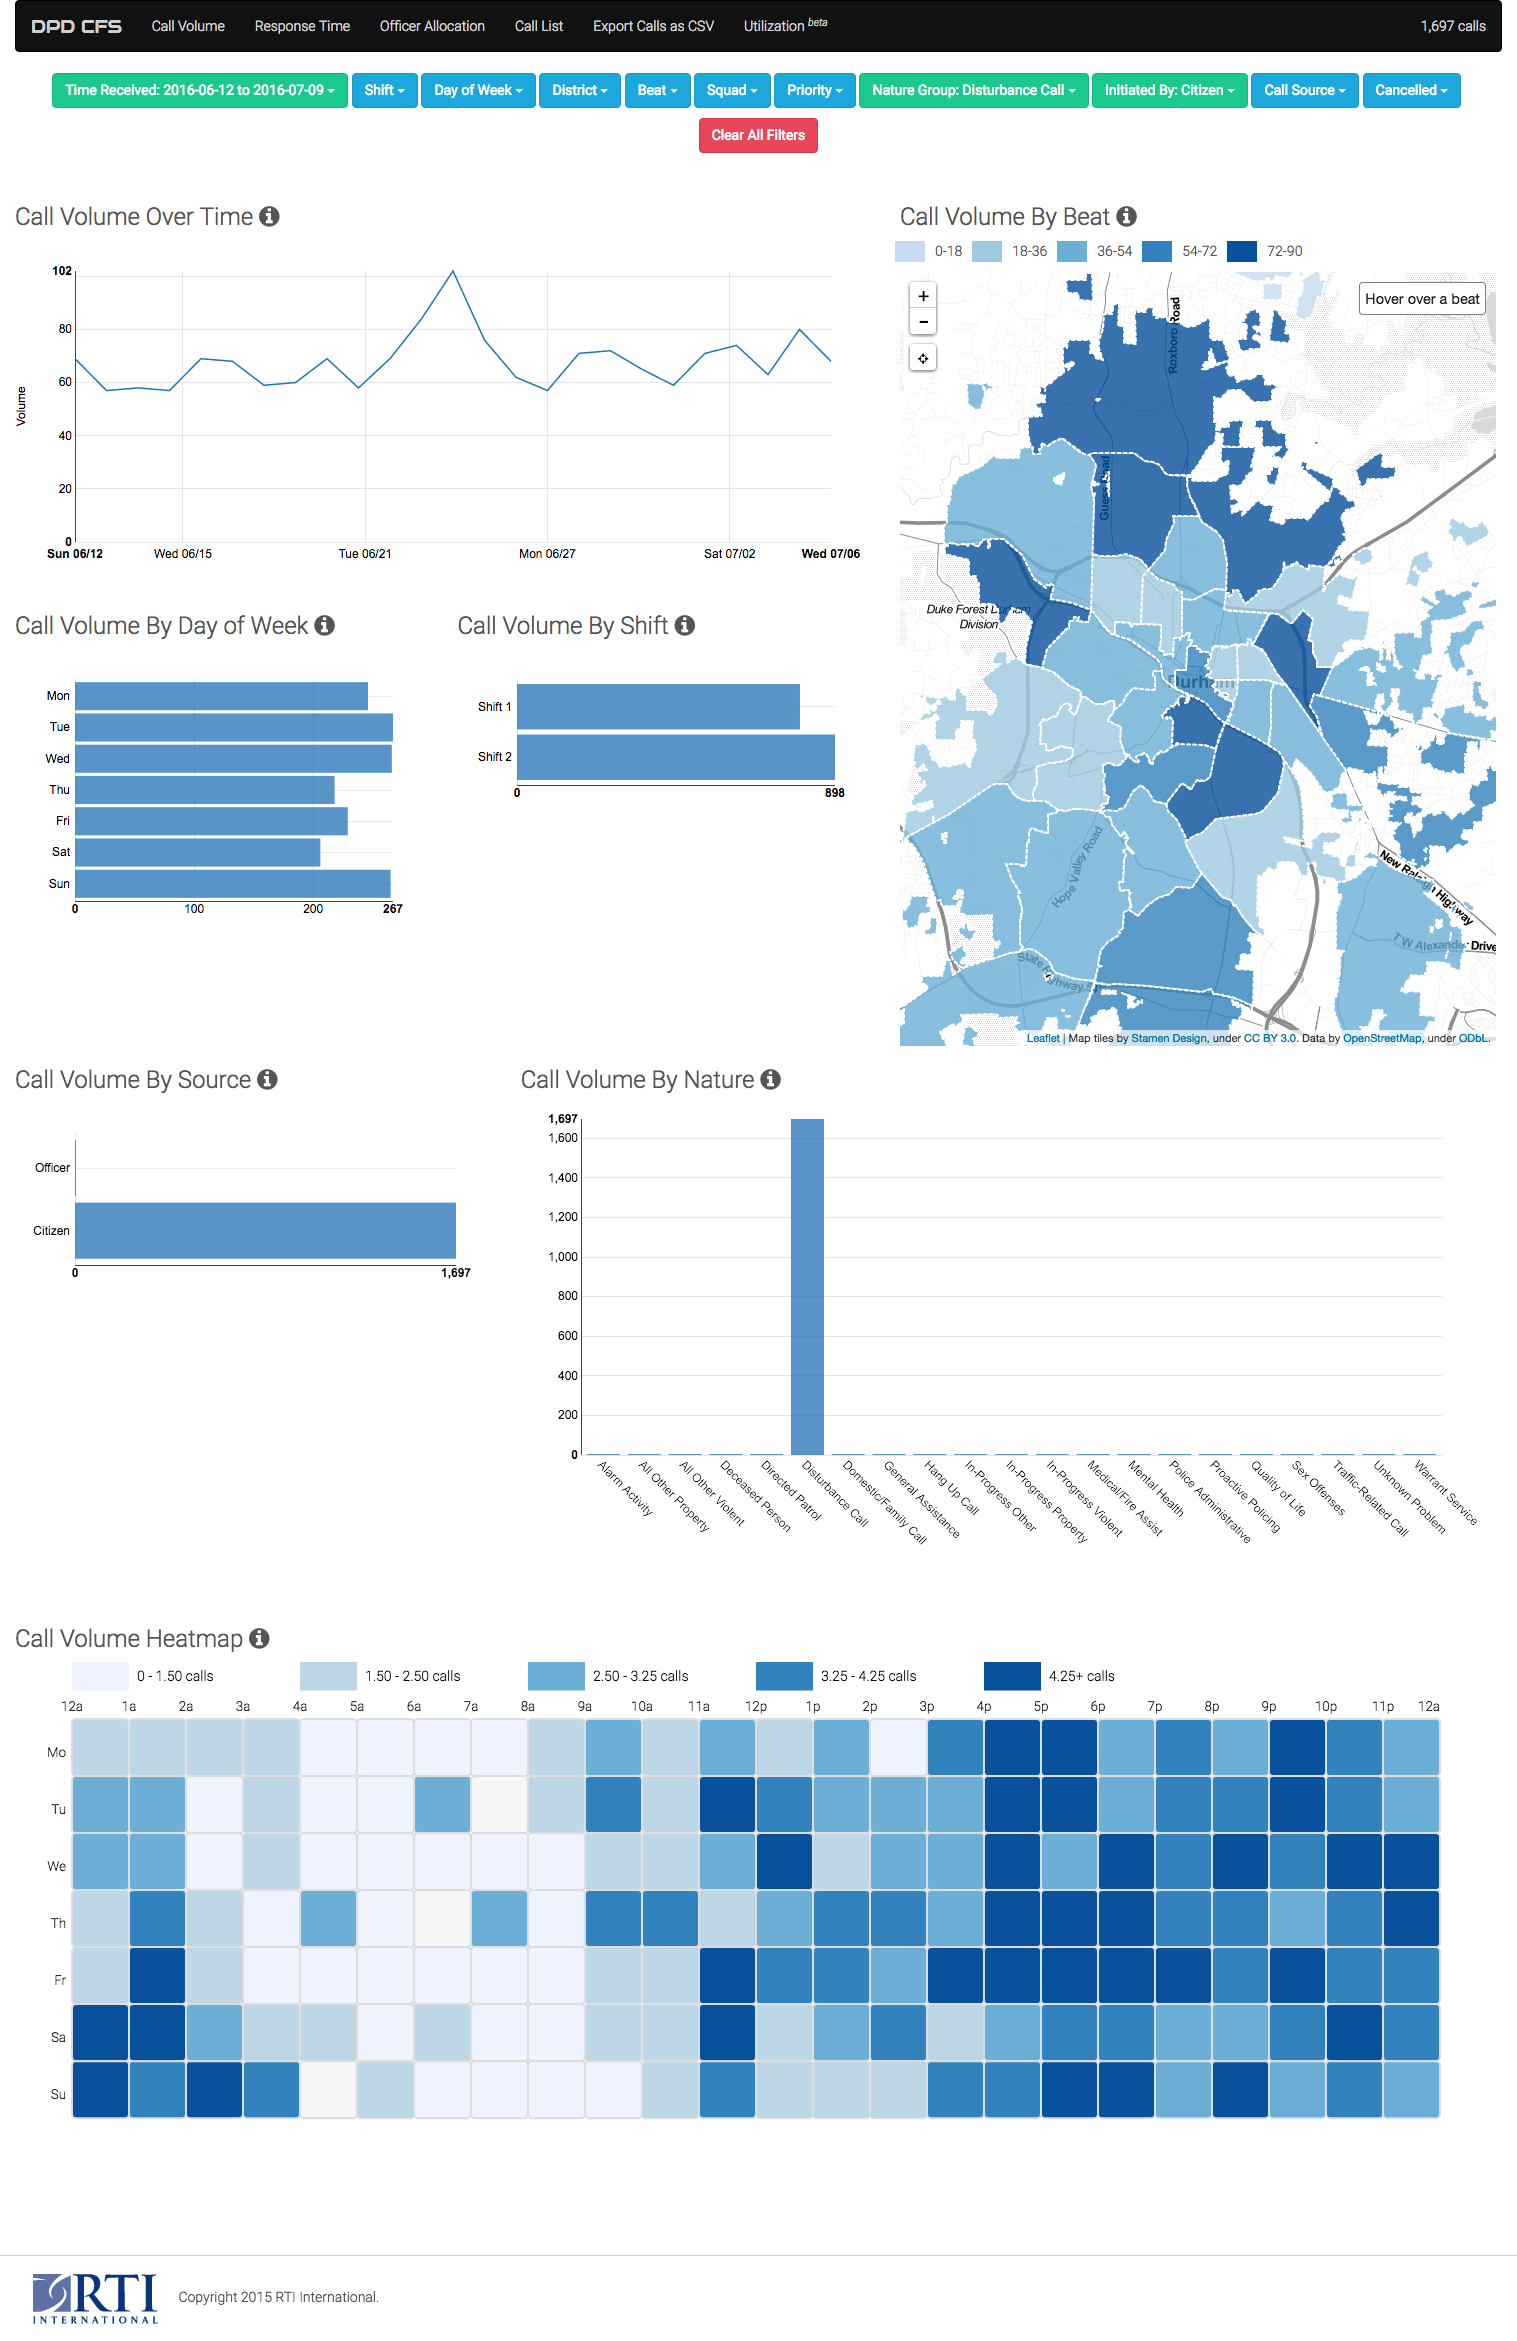 DPD CFS Call Volume Response Time Officer Allocation Call List Export Calls as CSV Utilization beta 1,697 calls
Time Received: 2016-06-12 to 2016-07-09 Shift Day of Week District Beat Squad Priority Nature Group: Disturbance Call Initiated By: Citizen Call Source Cancelled
Clear All Filters
Call Volume Over Time
102
80
60
40
20
0
Volume
Sun 06/12 Wed 06/15 Tue 06/21 Mon 06/27 Sat 07/02 Wed 07/06
Call Volume By Beat
0-18 18-36 36-54 54-72 72-90
+
−
Hover over a beat
Roxboro Road
Guess Road
Duke Forest Durham
Division
Durham
Hope Valley Road
State Highway 54
New Raleigh Highway
T W Alexander Drive
Leaflet | Map tiles by Stamen Design, under CC BY 3.0. Data by OpenStreetMap, under ODbL.
Call Volume By Day of Week
Mon
Tue
Wed
Thu
Fri
Sat
Sun
0 100 200 267
Call Volume By Shift
Shift 1
Shift 2
0 898
Call Volume By Source
Officer
Citizen
0 1,697
Call Volume By Nature
1,697
1,600
1,400
1,200
1,000
800
600
400
200
0
Alarm Activity
All Other Property
All Other Violent
Deceased Person
Directed Patrol
Disturbance Call
Domestic/Family Call
General Assistance
Hang Up Call
In-Progress Other
In-Progress Property
In-Progress Violent
Medical/Fire Assist
Mental Health
Police Administrative
Proactive Policing
Quality of Life
Sex Offenses
Traffic-Related Call
Unknown Problem
Warrant Service
Call Volume Heatmap
0 - 1.50 calls 1.50 - 2.50 calls 2.50 - 3.25 calls 3.25 - 4.25 calls 4.25+ calls
12a 1a 2a 3a 4a 5a 6a 7a 8a 9a 10a 11a 12p 1p 2p 3p 4p 5p 6p 7p 8p 9p 10p 11p 12a
Mo
Tu
We
Th
Fr
Sa
Su
RTI
INTERNATIONAL
Copyright 2015 RTI International.